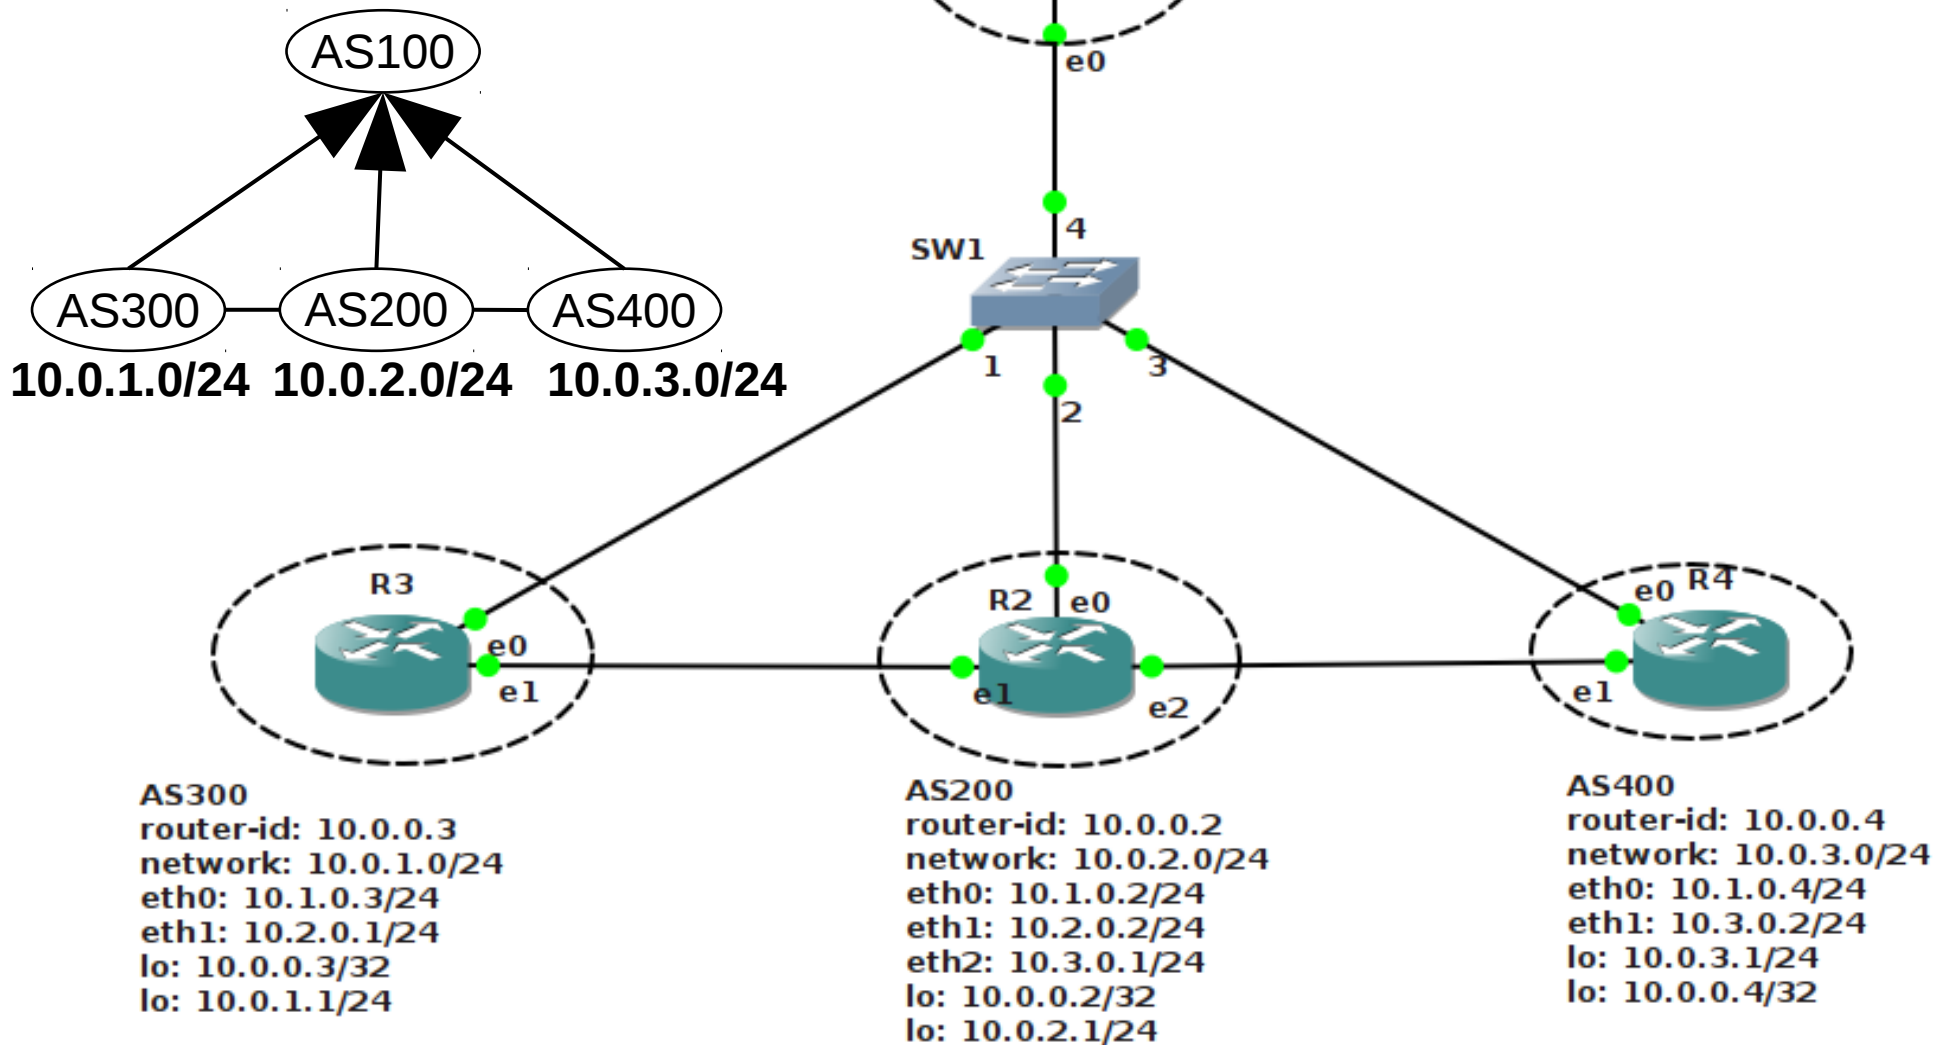 AS100
AS300
AS200
AS400
10.0.1.0/24
10.0.2.0/24
10.0.3.0/24
e0
4
SW1
1
2
3
R3
e0
e1
R2
e0
e1
e2
R4
e0
e1
AS300
router-id: 10.0.0.3
network: 10.0.1.0/24
eth0: 10.1.0.3/24
eth1: 10.2.0.1/24
lo: 10.0.0.3/32
lo: 10.0.1.1/24
AS200
router-id: 10.0.0.2
network: 10.0.2.0/24
eth0: 10.1.0.2/24
eth1: 10.2.0.2/24
eth2: 10.3.0.1/24
lo: 10.0.0.2/32
lo: 10.0.2.1/24
AS400
router-id: 10.0.0.4
network: 10.0.3.0/24
eth0: 10.1.0.4/24
eth1: 10.3.0.2/24
lo: 10.0.3.1/24
lo: 10.0.0.4/32